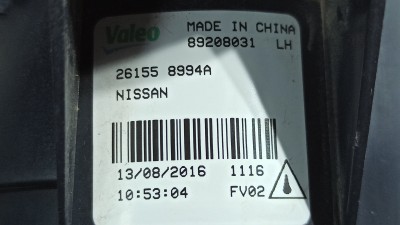 Valeo MADE IN CHINA
89208031 LH
26155 8994A
NISSAN
13/08/2016 1116
10:53:04 FV02